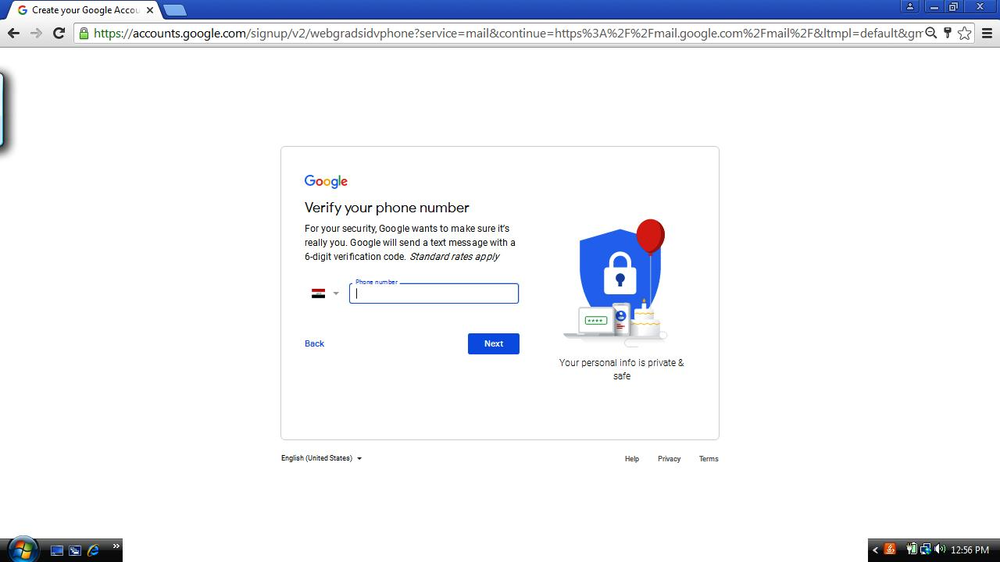 Create your Google Accou
https://accounts.google.com/signup/v2/webgradsidvphone?service=mail&continue=https%3A%2F%2Fmail.google.com%2Fmail%2F&ltmpl=default&gm
Google
Verify your phone number
For your security, Google wants to make sure it's
really you. Google will send a text message with a
6-digit verification code. Standard rates apply
Phone number
Back
Next
Your personal info is private &
safe
English (United States)
Help
Privacy
Terms
12:56 PM